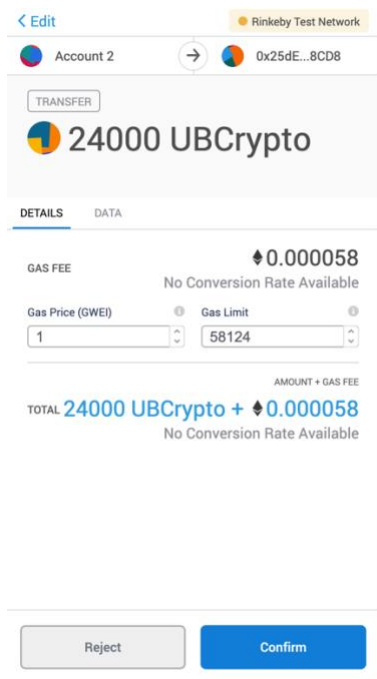 < Edit
Rinkeby Test Network
Account 2
0x25dE...8CD8
TRANSFER
24000 UBCrypto
DETAILS
DATA
GAS FEE
0.000058
No Conversion Rate Available
Gas Price (GWEI)
Gas Limit
1
58124
AMOUNT + GAS FEE
TOTAL 24000 UBCrypto + 0.000058
No Conversion Rate Available
Reject
Confirm